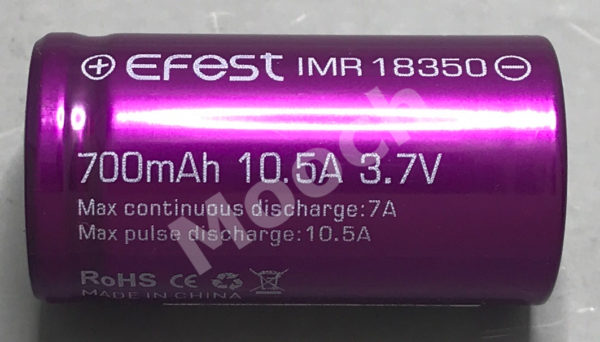 ⊕ EFEST IMR 18350 ⊖
700mAh 10.5A 3.7V
Max continuous discharge:7A
Max pulse discharge:10.5A
RoHS CE
MADE IN CHINA
Mooch